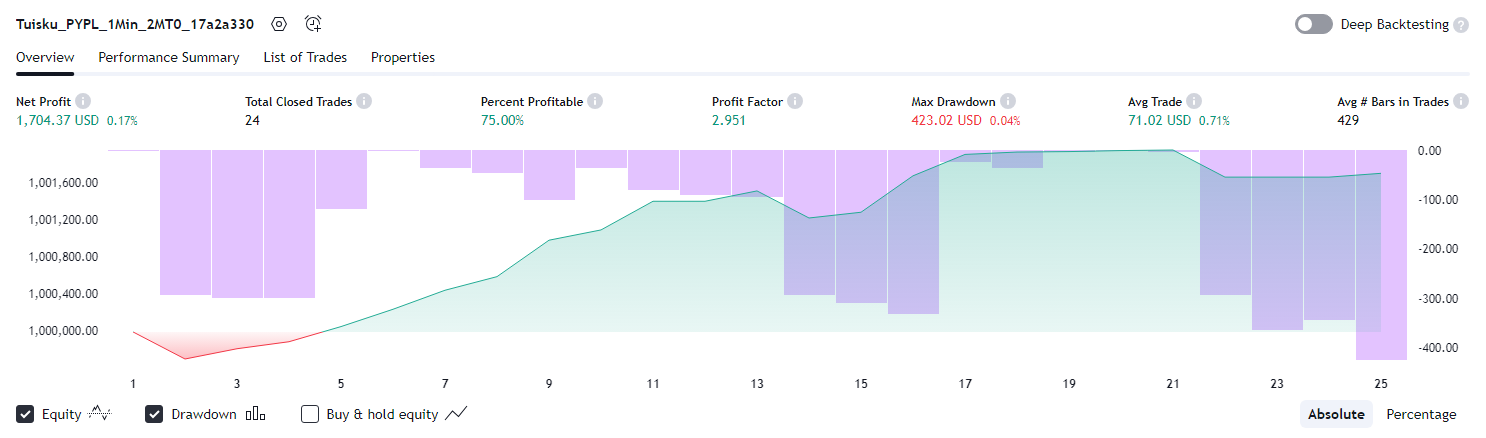 Tuisku_PYPL_1Min_2MT0_17a2a330
Deep Backtesting ?
Overview Performance Summary List of Trades Properties
Net Profit i Total Closed Trades i Percent Profitable i Profit Factor i Max Drawdown i Avg Trade i Avg # Bars in Trades i
1,704.37 USD 0.17% 24 75.00% 2.951 423.02 USD 0.04% 71.02 USD 0.71% 429
0.00
1,001,600.00
-100.00
1,001,200.00
-200.00
1,000,800.00
1,000,400.00
-300.00
1,000,000.00
-400.00
1 3 5 7 9 11 13 15 17 19 21 23 25
Equity Drawdown Buy & hold equity Absolute Percentage